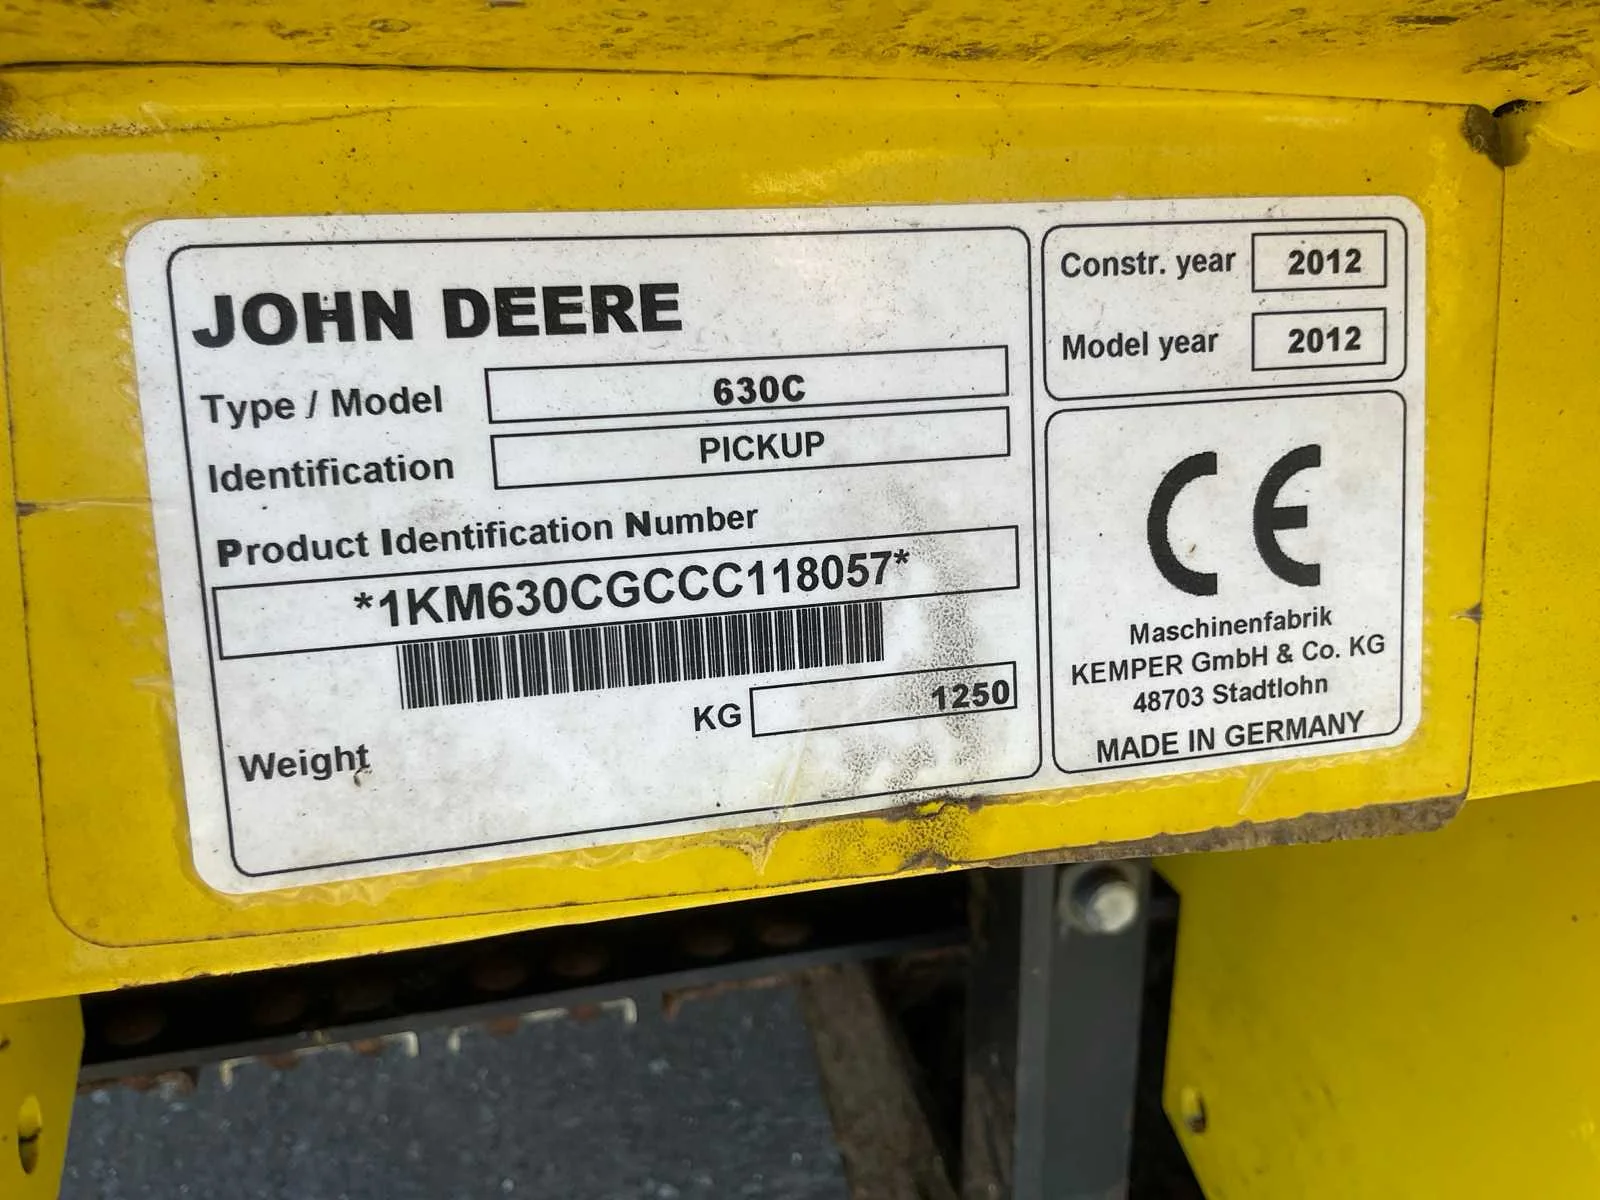 JOHN DEERE
Type / Model 630C
Identification PICKUP
Product Identification Number
*1KM630CGCCC118057*
KG 1250
Weight
Constr. year 2012
Model year 2012
CE
Maschinenfabrik
KEMPER GmbH & Co. KG
48703 Stadtlohn
MADE IN GERMANY